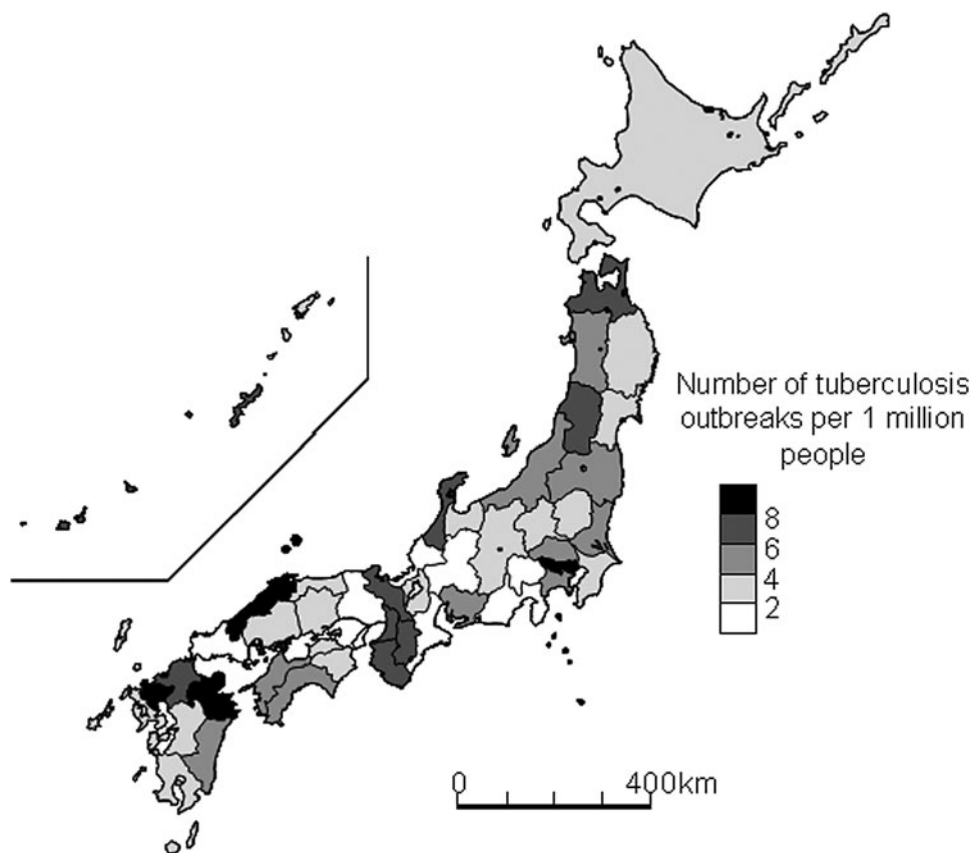 Number of tuberculosis
outbreaks per 1 million
people
8
6
4
2
0 400km